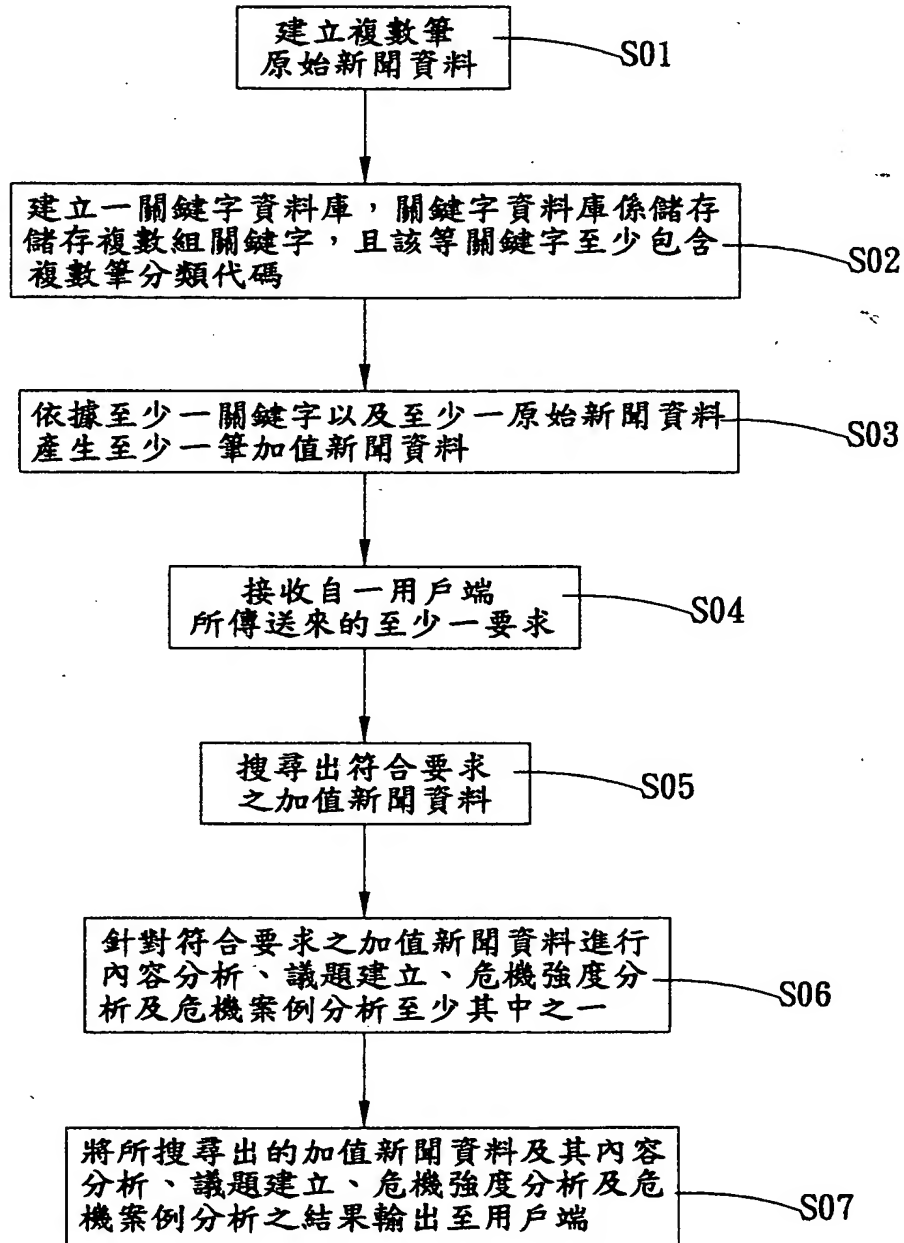 建立複數筆
原始新聞資料
S01
建立一關鍵字資料庫，關鍵字資料庫係儲存
儲存複數組關鍵字，且該等關鍵字至少包含
複數筆分類代碼
S02
依據至少一關鍵字以及至少一原始新聞資料
產生至少一筆加值新聞資料
S03
接收自一用戶端
所傳送來的至少一要求
S04
搜尋出符合要求
之加值新聞資料
S05
針對符合要求之加值新聞資料進行
內容分析、議題建立、危機強度分
析及危機案例分析至少其中之一
S06
將所搜尋出的加值新聞資料及其內容
分析、議題建立、危機強度分析及危
機案例分析之結果輸出至用戶端
S07